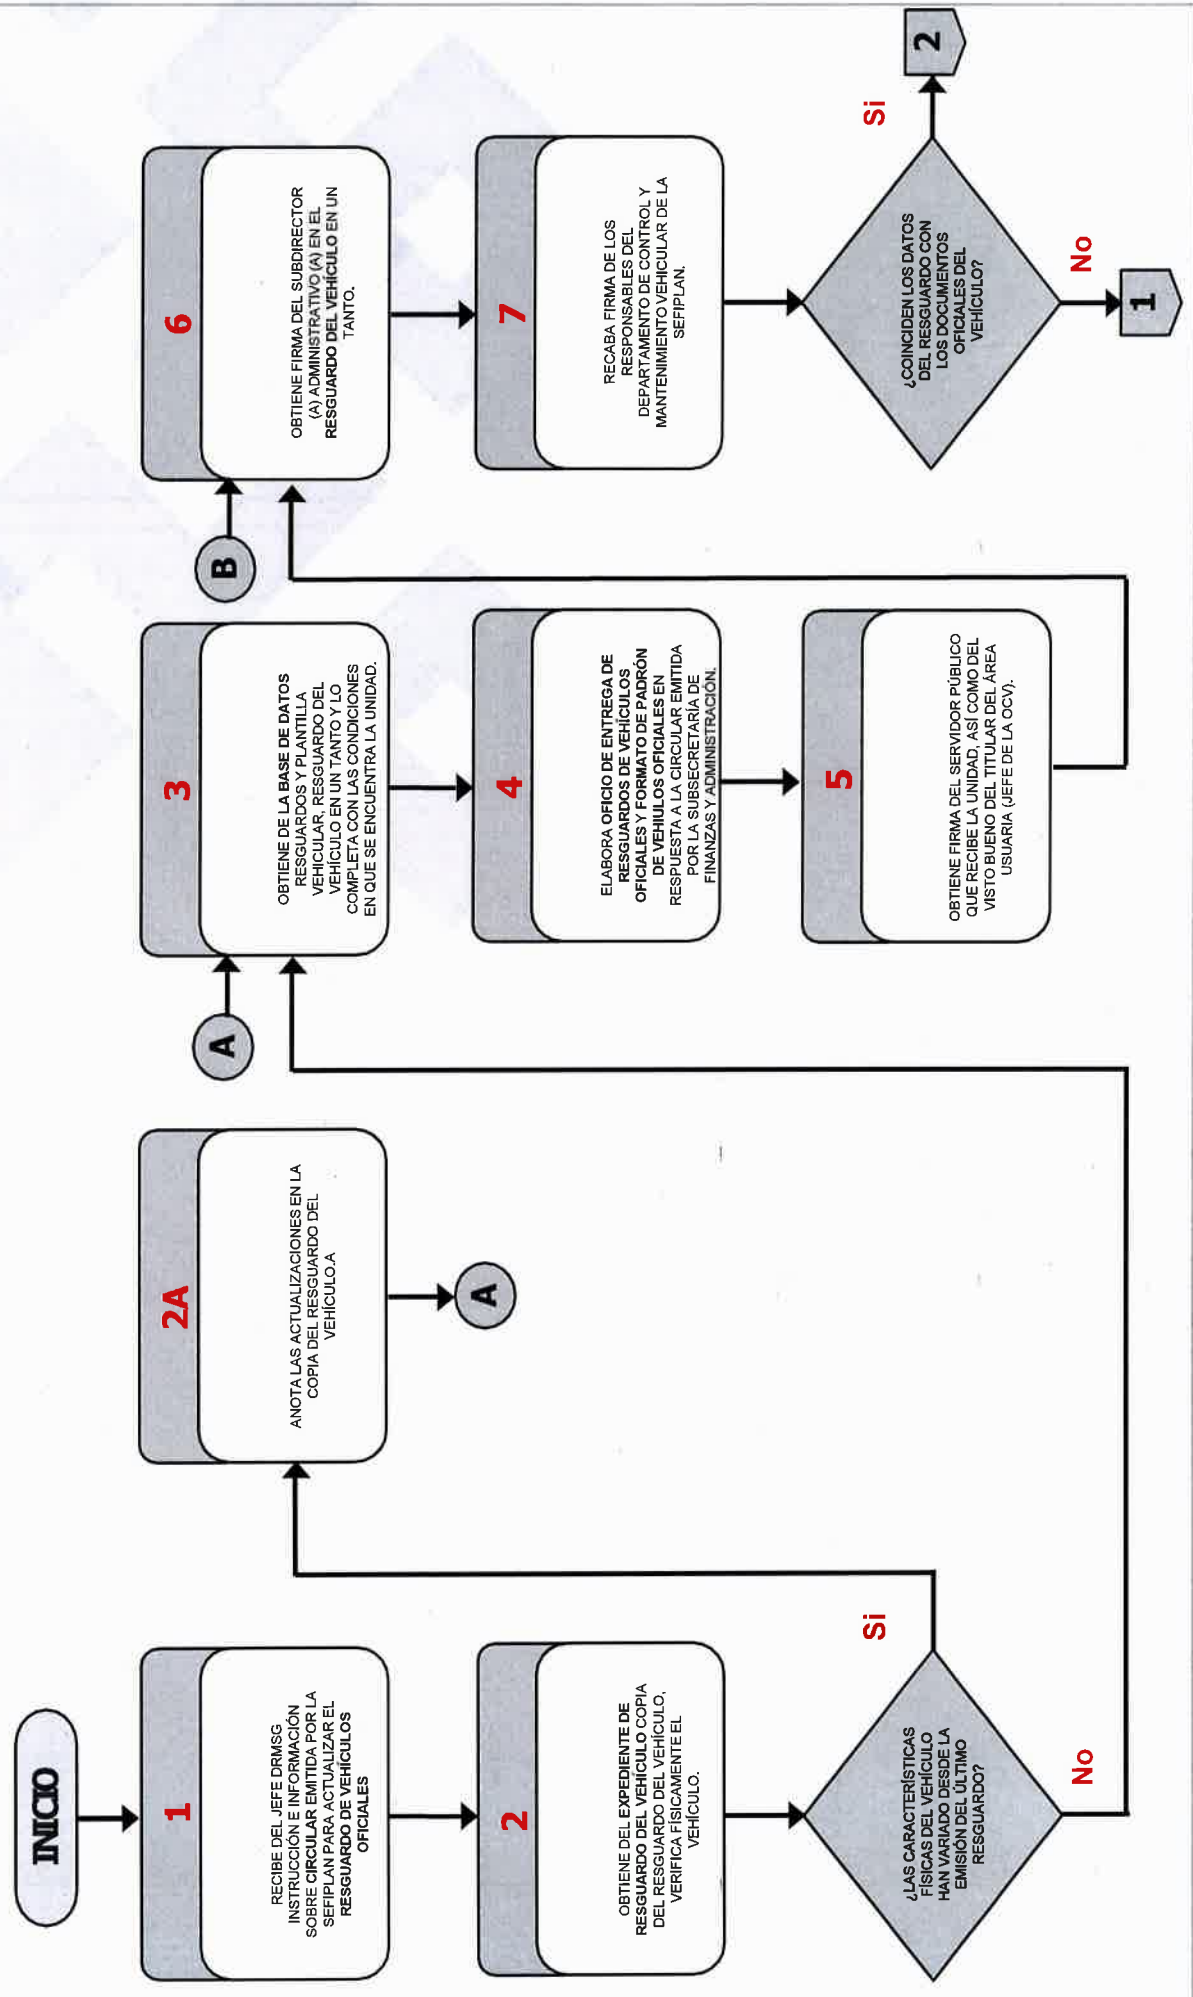 INICIO
1
RECIBE DEL JEFE DRMSG
INSTRUCCIÓN E INFORMACIÓN
SOBRE CIRCULAR EMITIDA POR LA
SEFIPLAN PARA ACTUALIZAR EL
RESGUARDO DE VEHÍCULOS
OFICIALES
2
OBTIENE DEL EXPEDIENTE DE
RESGUARDO DEL VEHÍCULO COPIA
DEL RESGUARDO DEL VEHÍCULO,
VERIFICA FÍSICAMENTE EL
VEHÍCULO.
¿LAS CARACTERÍSTICAS
FÍSICAS DEL VEHÍCULO
HAN VARIADO DESDE LA
EMISIÓN DEL ÚLTIMO
RESGUARDO?
Si
No
2A
ANOTA LAS ACTUALIZACIONES EN LA
COPIA DEL RESGUARDO DEL
VEHÍCULO.A
A
A
3
OBTIENE DE LA BASE DE DATOS
RESGUARDOS Y PLANTILLA
VEHICULAR, RESGUARDO DEL
VEHÍCULO EN UN TANTO Y LO
COMPLETA CON LAS CONDICIONES
EN QUE SE ENCUENTRA LA UNIDAD.
4
ELABORA OFICIO DE ENTREGA DE
RESGUARDOS DE VEHÍCULOS
OFICIALES Y FORMATO DE PADRÓN
DE VEHIULOS OFICIALES EN
RESPUESTA A LA CIRCULAR EMITIDA
POR LA SUBSECRETARÍA DE
FINANZAS Y ADMINISTRACIÓN.
5
OBTIENE FIRMA DEL SERVIDOR PÚBLICO
QUE RECIBE LA UNIDAD, ASÍ COMO DEL
VISTO BUENO DEL TITULAR DEL ÁREA
USUARIA (JEFE DE LA OCV).
B
6
OBTIENE FIRMA DEL SUBDIRECTOR
(A) ADMINISTRATIVO (A) EN EL
RESGUARDO DEL VEHÍCULO EN UN
TANTO.
7
RECABA FIRMA DE LOS
RESPONSABLES DEL
DEPARTAMENTO DE CONTROL Y
MANTENIMIENTO VEHICULAR DE LA
SEFIPLAN.
¿COINCIDEN LOS DATOS
DEL RESGUARDO CON
LOS DOCUMENTOS
OFICIALES DEL
VEHÍCULO?
Si
2
No
1